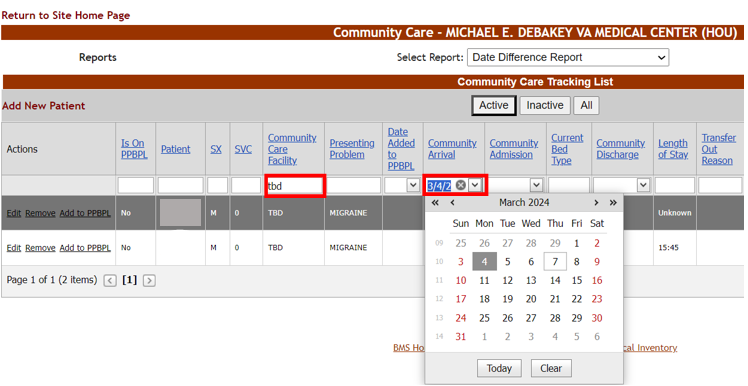 Return to Site Home Page
Community Care - MICHAEL E. DEBAKEY VA MEDICAL CENTER (HOU)
Reports
Select Report: Date Difference Report
Community Care Tracking List
Add New Patient
Active Inactive All
Actions
Is On PPBPL
Patient
SX
SVC
Community Care Facility
Presenting Problem
Date Added to PPBPL
Community Arrival
Community Admission
Current Bed Type
Community Discharge
Length of Stay
Transfer Out Reason
tbd
3/4/2
Edit Remove Add to PPBPL No M 0 TBD MIGRAINE Unknown
Edit Remove Add to PPBPL No M 0 TBD MIGRAINE 15:45
Page 1 of 1 (2 items) [1]
March 2024
Sun Mon Tue Wed Thu Fri Sat
09 25 26 27 28 29 1 2
10 3 4 5 6 7 8 9
11 10 11 12 13 14 15 16
12 17 18 19 20 21 22 23
13 24 25 26 27 28 29 30
14 31 1 2 3 4 5 6
Today Clear
BMS Ho
cal Inventory